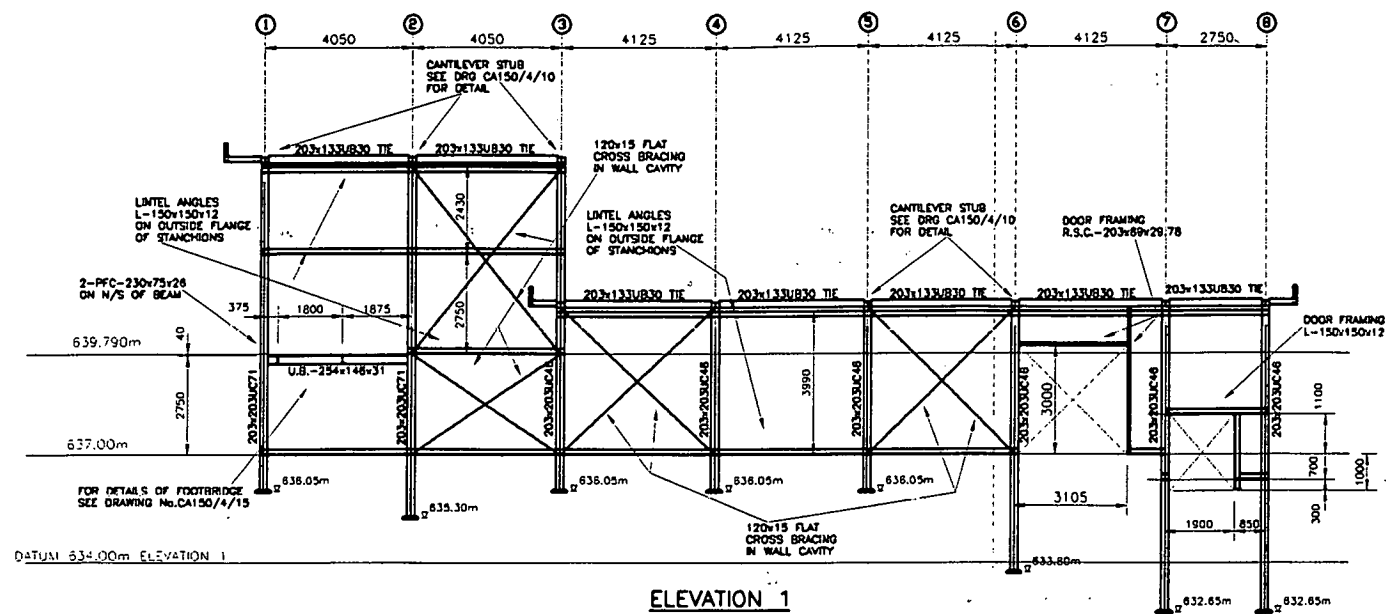 1 2 3 4 5 6 7 8
4050 4050 4125 4125 4125 4125 2750
CANTILEVER STUB
SEE DRG CA150/4/10
FOR DETAIL
203x133UB30 TIE
203x133UB30 TIE
120x15 FLAT
CROSS BRACING
IN WALL CAVITY
LINTEL ANGLES
L-150x150x12
ON OUTSIDE FLANGE
OF STANCHIONS
2430
LINTEL ANGLES
L-150x150x12
ON OUTSIDE FLANGE
OF STANCHIONS
CANTILEVER STUB
SEE DRG CA150/4/10
FOR DETAIL
DOOR FRAMING
R.S.C.-203x89x29.78
2-PFC-230x75x26
ON N/S OF BEAM
375 1800 1875
2750
203x133UB30 TIE
203x133UB30 TIE
203x133UB30 TIE
203x133UB30 TIE
203x133UB30 TIE
DOOR FRAMING
L-150x150x12
639.790m
40
U.B.-254x146x31
2750
203x203UC71
203x203UC71
203x203UC46
203x203UC46
3990
203x203UC46
203x203UC46
3000
203x203UC46
203x203UC46
1100
637.00m
700
1000
300
FOR DETAILS OF FOOTBRIDGE
SEE DRAWING No.CA150/4/15
636.05m
635.30m
636.05m
636.05m
636.05m
3105
1900 850
120x15 FLAT
CROSS BRACING
IN WALL CAVITY
DATUM 634.00m ELEVATION 1
633.80m
632.65m
632.65m
ELEVATION 1